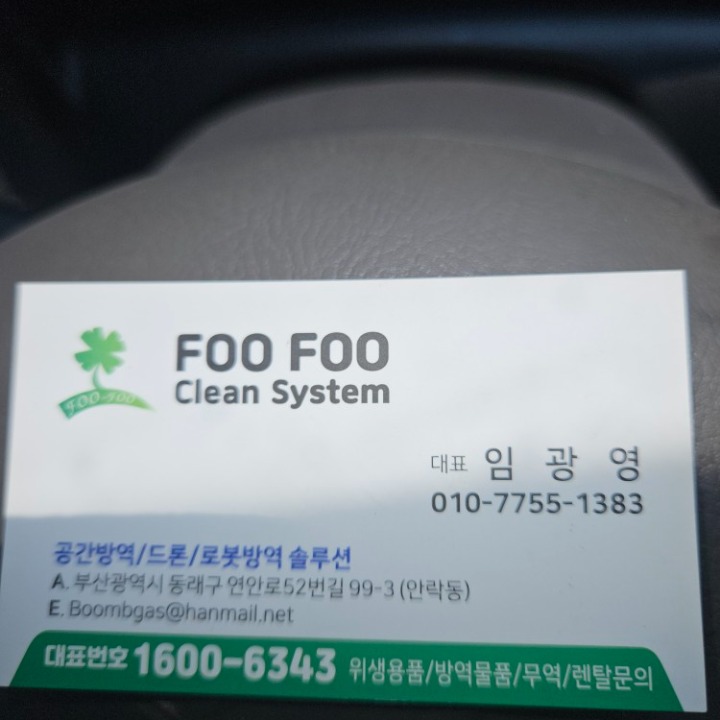 FOO-FOO
FOO FOO
Clean System
대표 임 광 영
010-7755-1383
공간방역/드론/로봇방역 솔루션
A. 부산광역시 동래구 연안로52번길 99-3 (안락동)
E. Boombgas@hanmail.net
대표번호 1600-6343 위생용품/방역물품/무역/렌탈문의